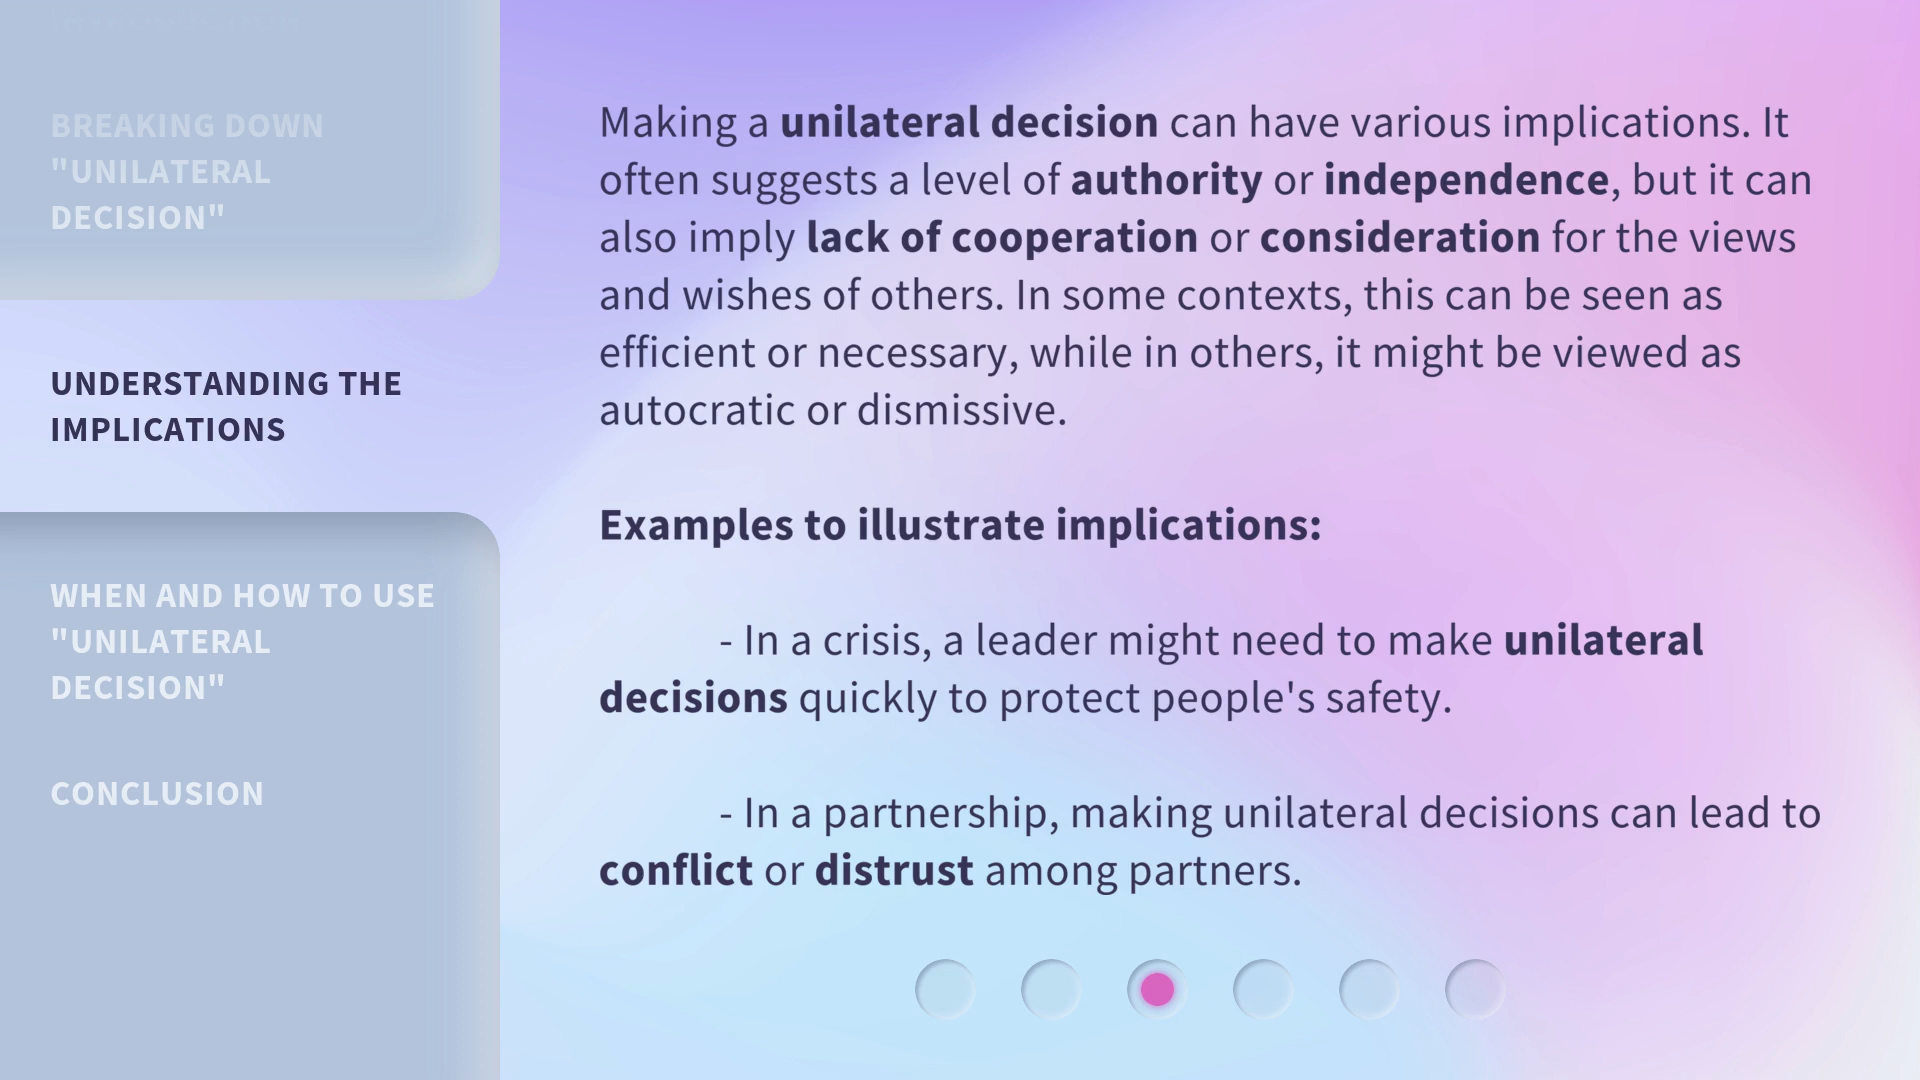 BREAKING DOWN
"UNILATERAL
DECISION"
UNDERSTANDING THE
IMPLICATIONS
WHEN AND HOW TO USE
"UNILATERAL
DECISION"
CONCLUSION
Making a unilateral decision can have various implications. It
often suggests a level of authority or independence, but it can
also imply lack of cooperation or consideration for the views
and wishes of others. In some contexts, this can be seen as
efficient or necessary, while in others, it might be viewed as
autocratic or dismissive.
Examples to illustrate implications:
- In a crisis, a leader might need to make unilateral
decisions quickly to protect people's safety.
- In a partnership, making unilateral decisions can lead to
conflict or distrust among partners.